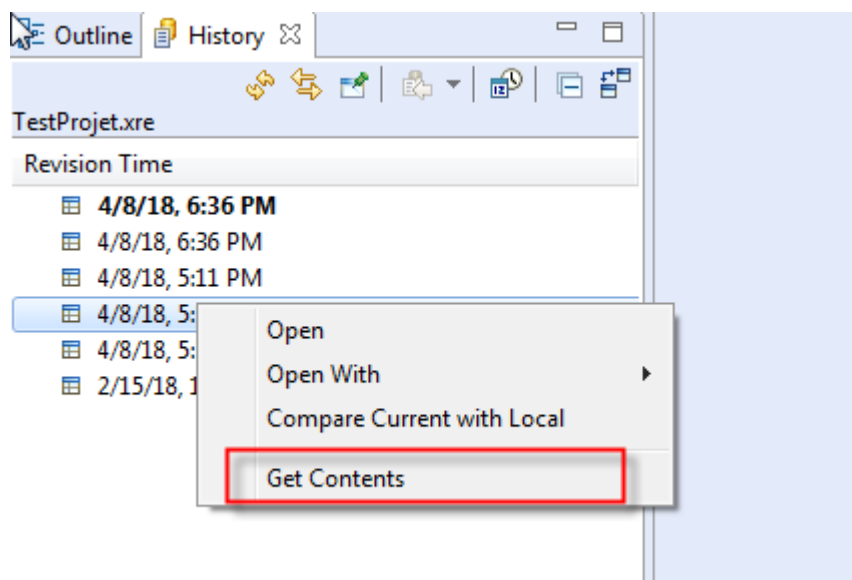 Outline History
TestProjet.xre
Revision Time
4/8/18, 6:36 PM
4/8/18, 6:36 PM
4/8/18, 5:11 PM
4/8/18, 5:
4/8/18, 5:
2/15/18, 1
Open
Open With
Compare Current with Local
Get Contents